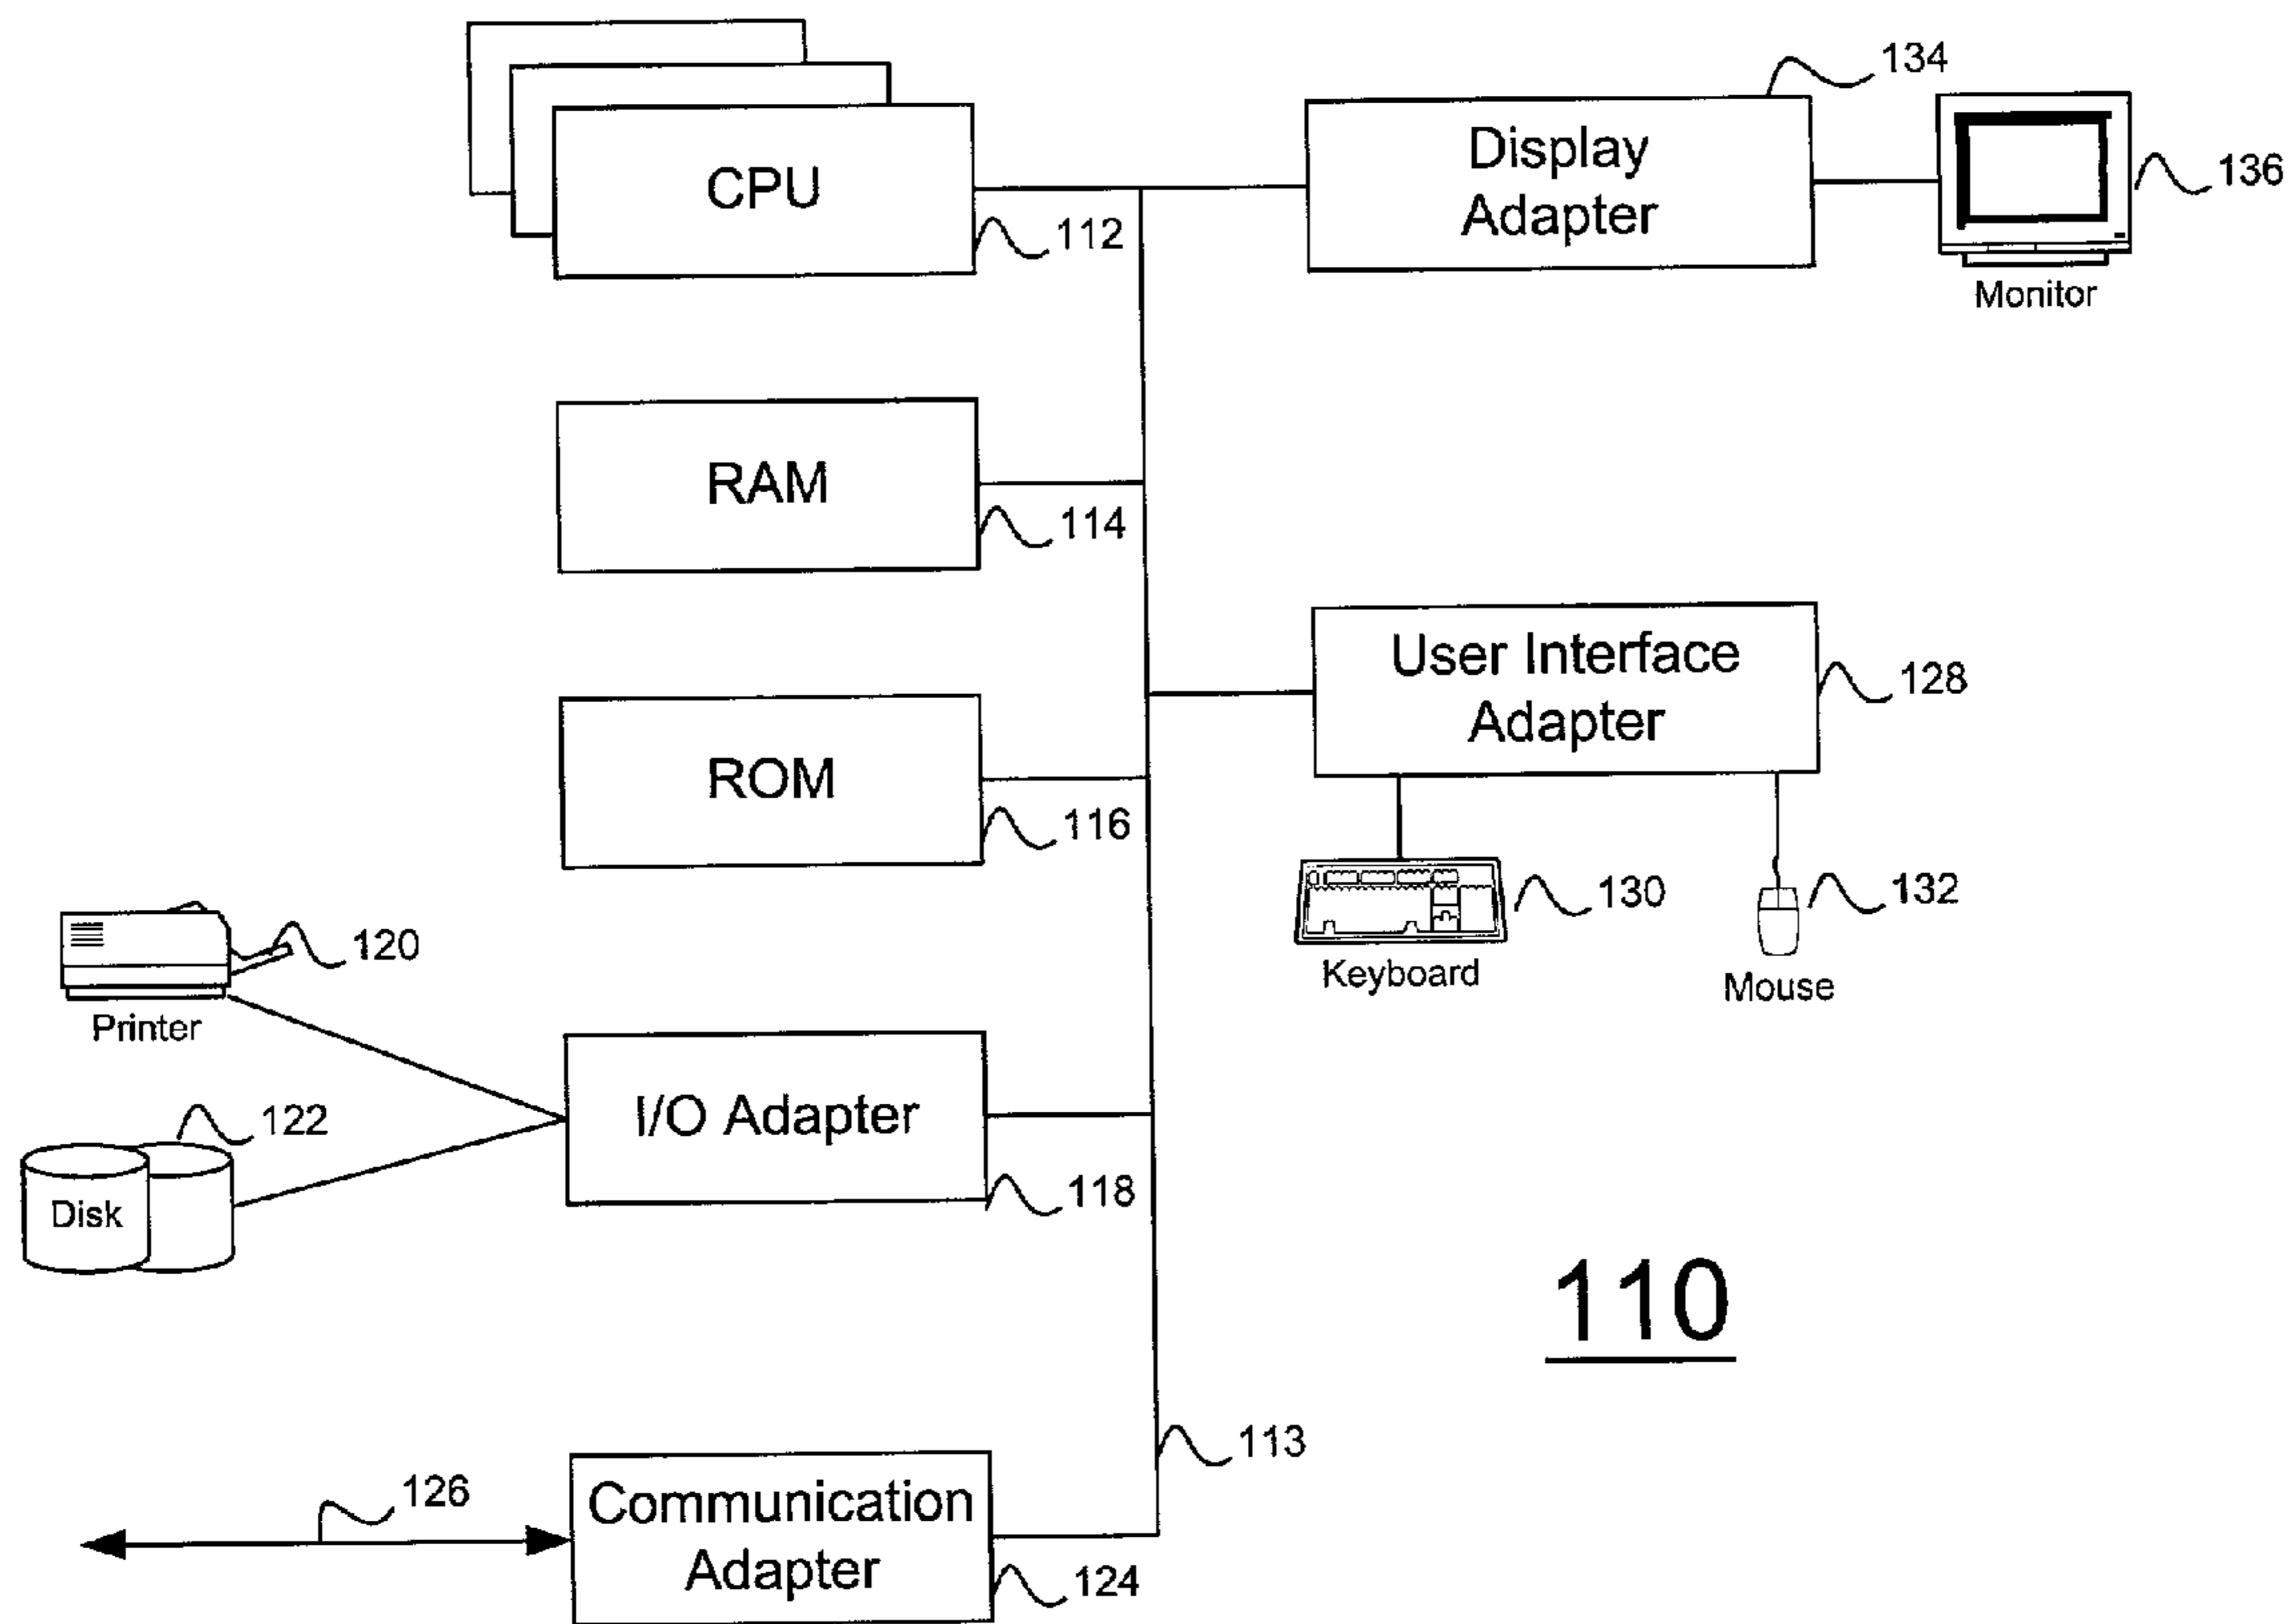 134
Display
Adapter
136
Monitor
CPU
112
RAM
114
User Interface
Adapter
128
ROM
116
130
Keyboard
132
Mouse
120
Printer
I/O Adapter
118
122
Disk
110
113
126
Communication
Adapter
124